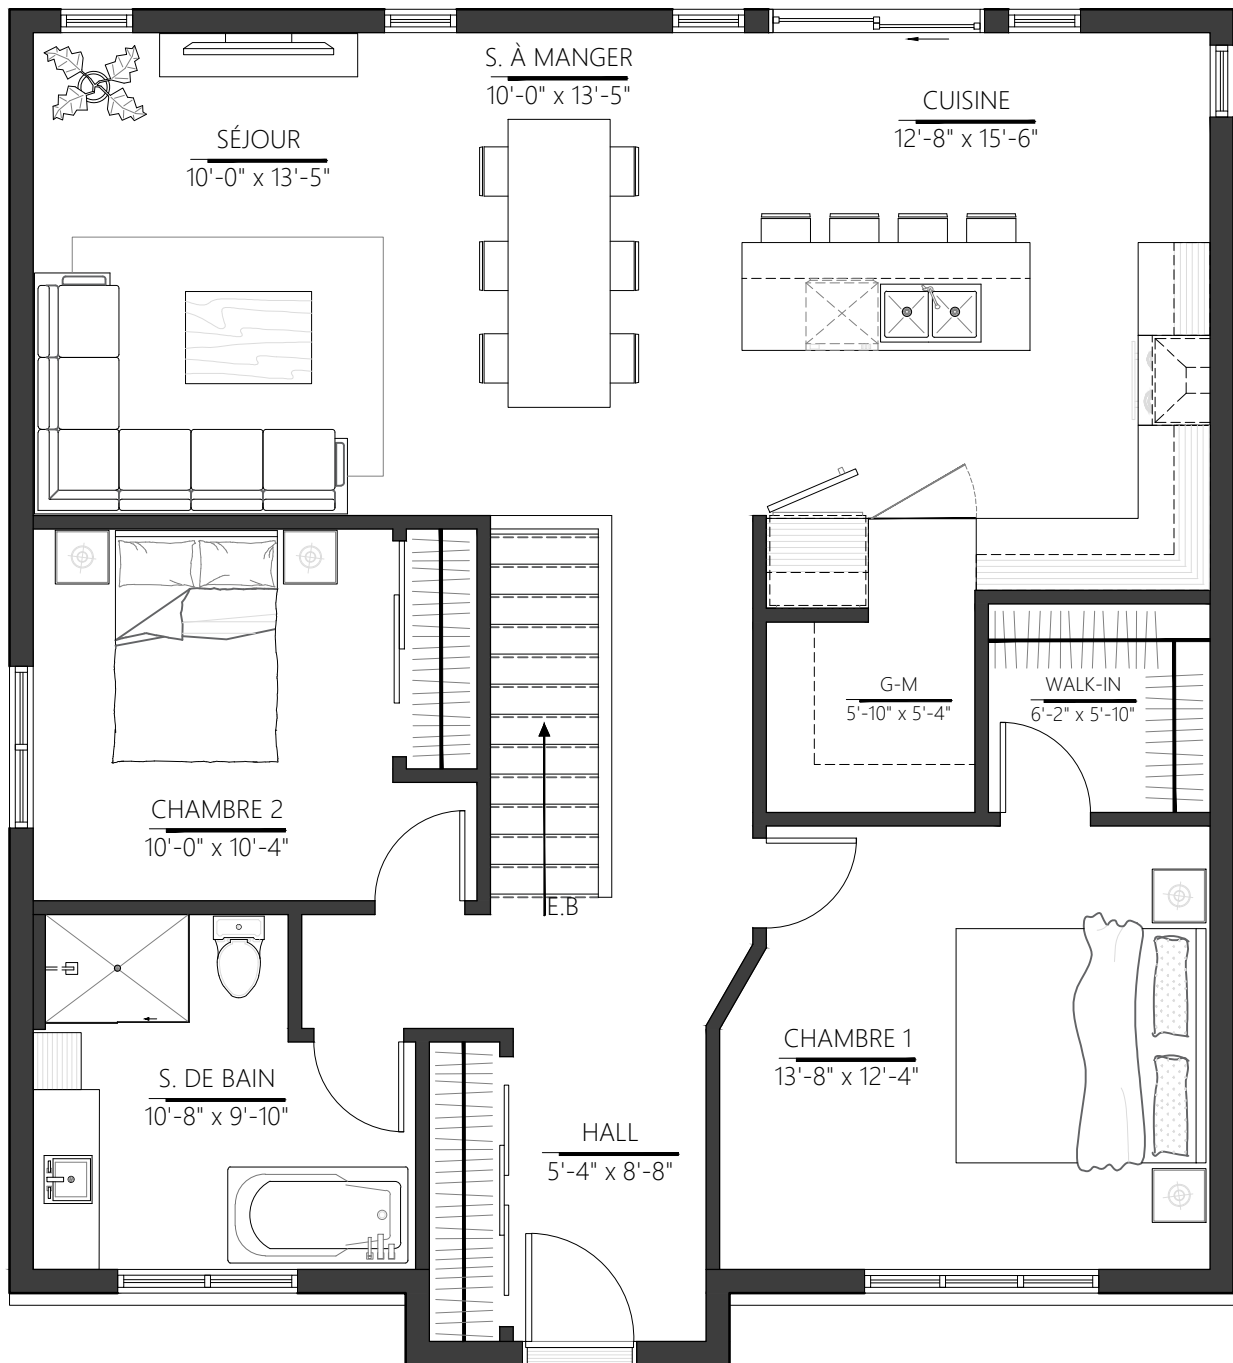 S. À MANGER
10'-0" x 13'-5"
CUISINE
12'-8" x 15'-6"
SÉJOUR
10'-0" x 13'-5"
G-M
5'-10" x 5'-4"
WALK-IN
6'-2" x 5'-10"
CHAMBRE 2
10'-0" x 10'-4"
E.B
CHAMBRE 1
13'-8" x 12'-4"
S. DE BAIN
10'-8" x 9'-10"
HALL
5'-4" x 8'-8"